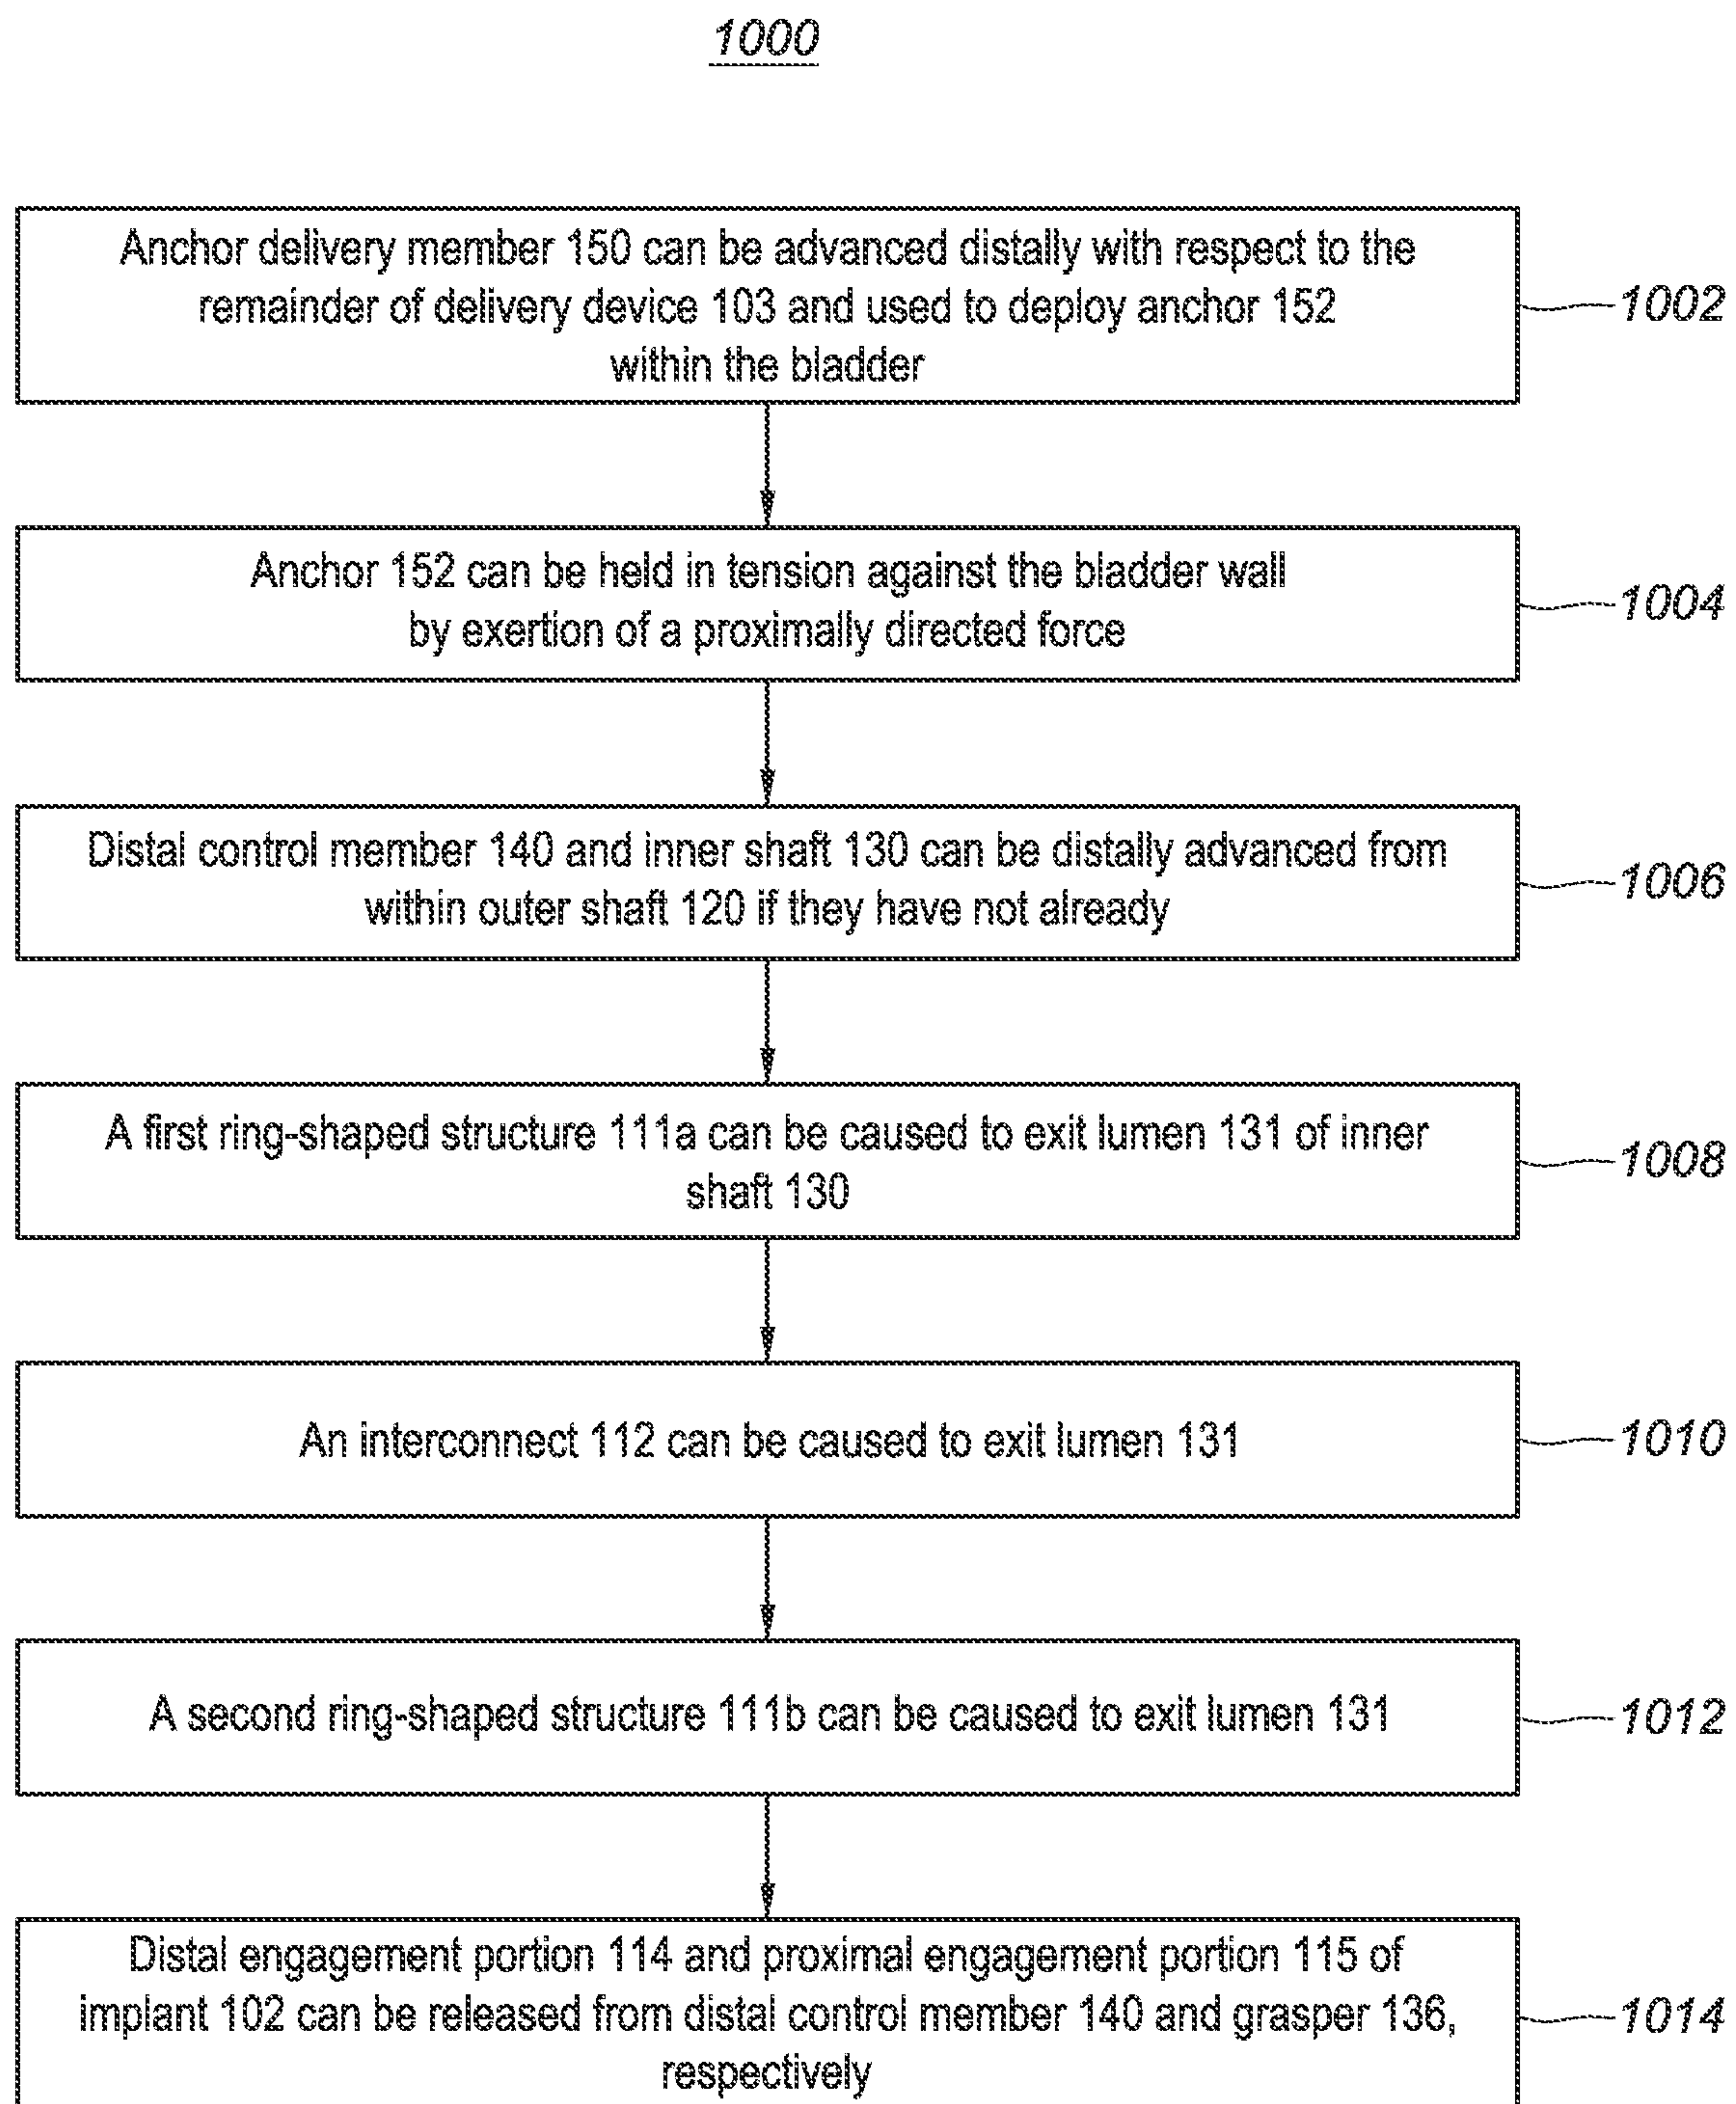 1000
Anchor delivery member 150 can be advanced distally with respect to the
remainder of delivery device 103 and used to deploy anchor 152
within the bladder
1002
Anchor 152 can be held in tension against the bladder wall
by exertion of a proximally directed force
1004
Distal control member 140 and inner shaft 130 can be distally advanced from
within outer shaft 120 if they have not already
1006
A first ring-shaped structure 111a can be caused to exit lumen 131 of inner
shaft 130
1008
An interconnect 112 can be caused to exit lumen 131
1010
A second ring-shaped structure 111b can be caused to exit lumen 131
1012
Distal engagement portion 114 and proximal engagement portion 115 of
implant 102 can be released from distal control member 140 and grasper 136,
respectively
1014